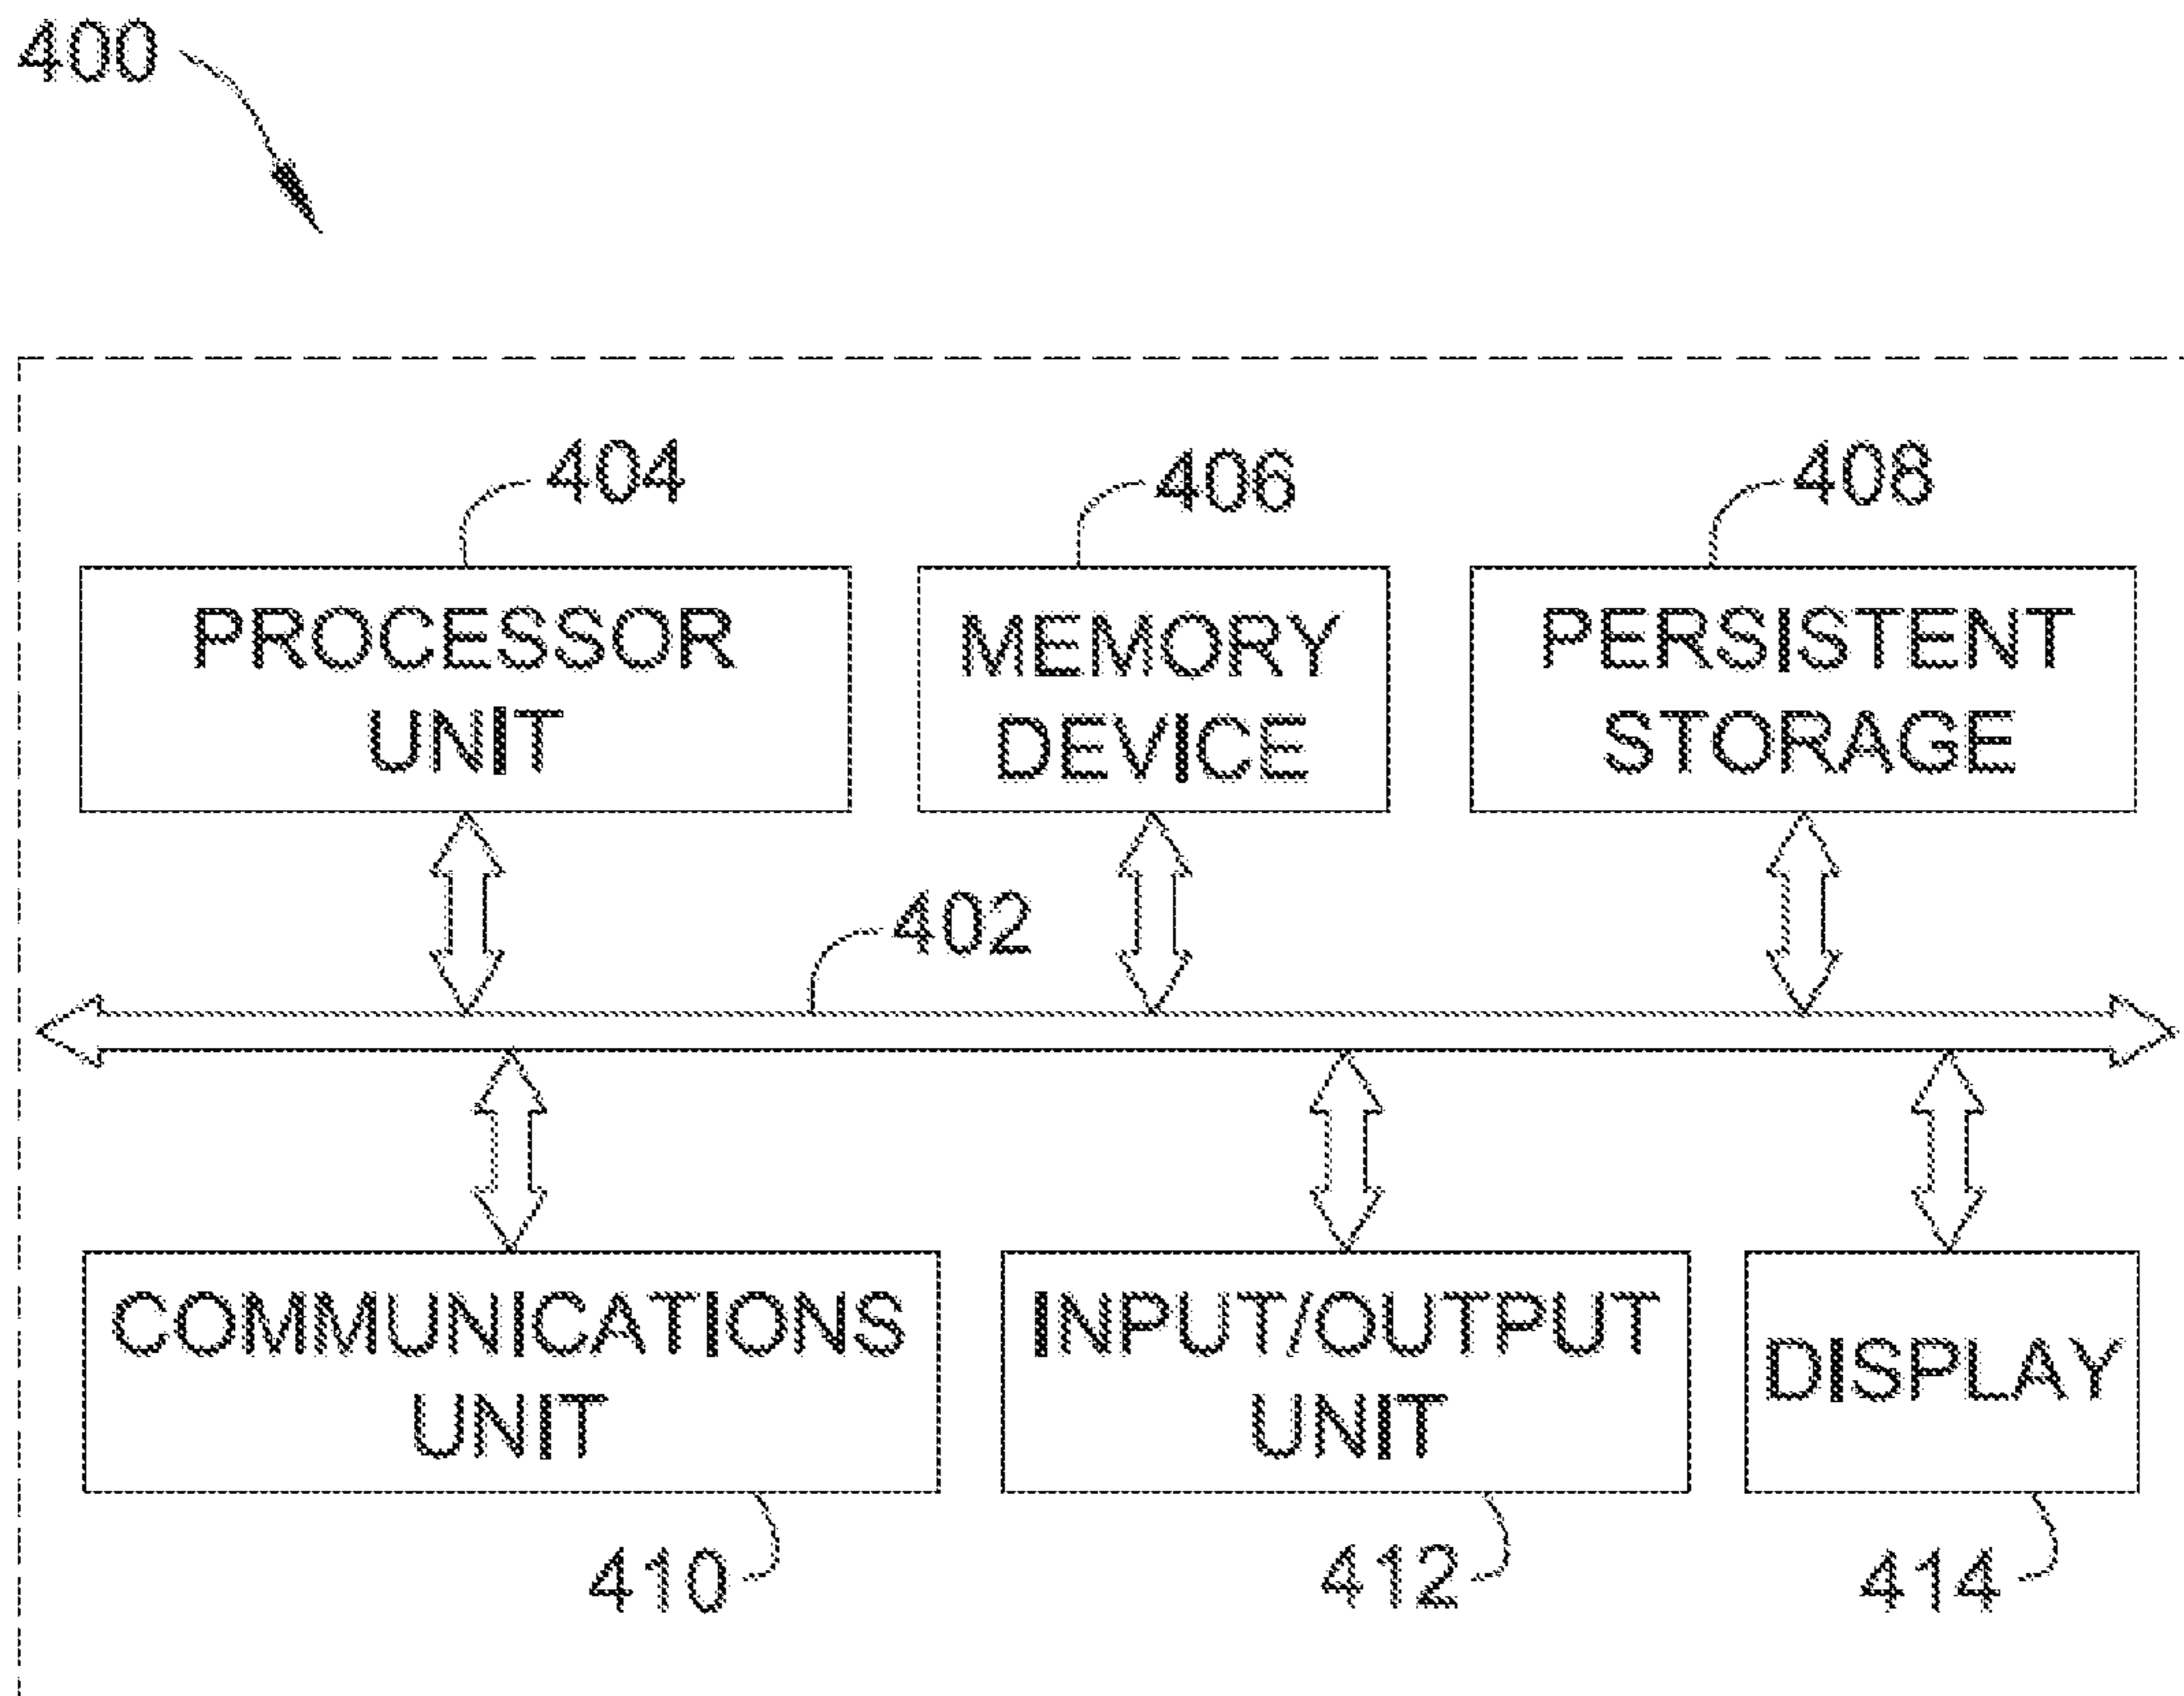 400
404
406
408
PROCESSOR
UNIT
MEMORY
DEVICE
PERSISTENT
STORAGE
402
COMMUNICATIONS
UNIT
INPUT/OUTPUT
UNIT
DISPLAY
410
412
414